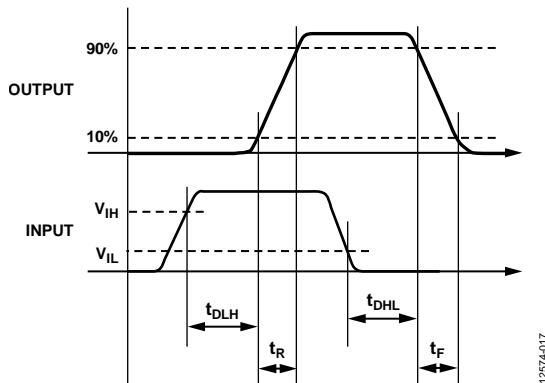 90%
OUTPUT
10%
VIH
INPUT
VIL
tDLH
tDHL
tR
tF
12574-017